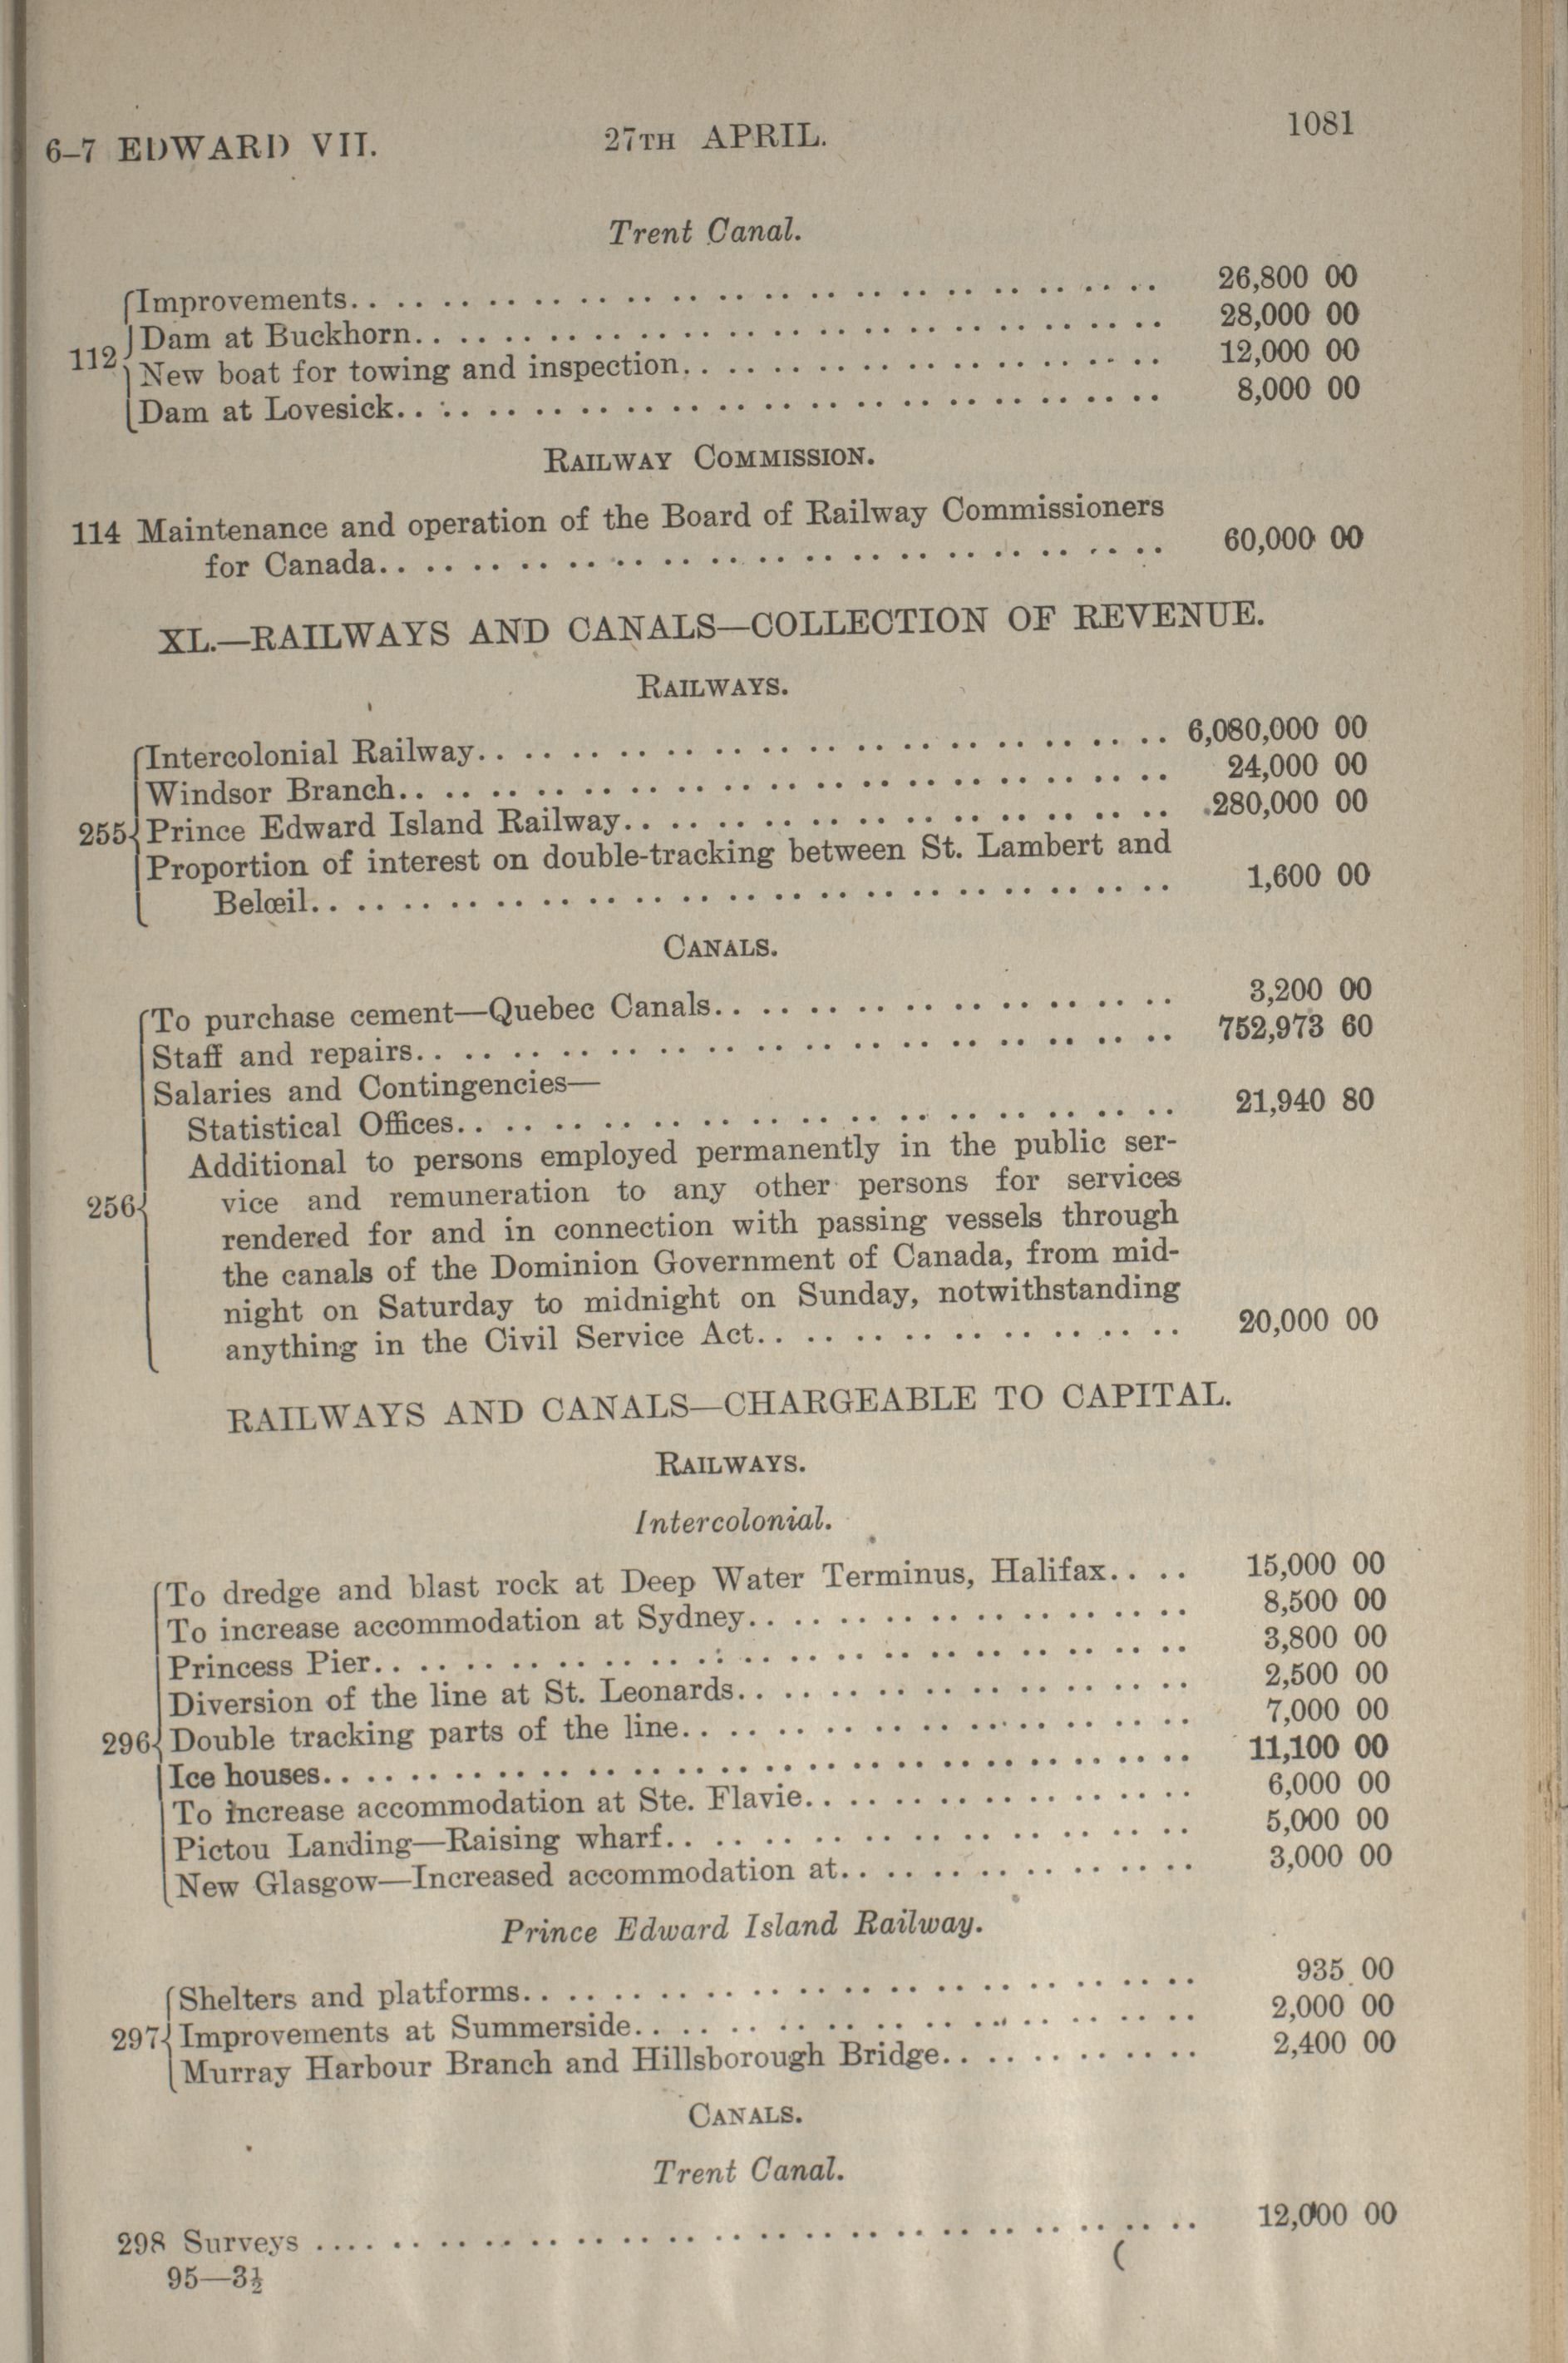 6-7 EDWARD VII. 27TH APRIL. 1081
Trent Canal.
Improvements.. 26,800 00
Dam at Buckhorn.. 28,000 00
112
New boat for towing and inspection.. 12,000 00
Dam at Lovesick.. 8,000 00
RAILWAY COMMISSION.
114 Maintenance and operation of the Board of Railway Commissioners
for Canada.. 60,000 00
XL.—RAILWAYS AND CANALS—COLLECTION OF REVENUE.
RAILWAYS.
Intercolonial Railway.. 6,080,000 00
Windsor Branch.. 24,000 00
255 Prince Edward Island Railway.. 280,000 00
Proportion of interest on double-tracking between St. Lambert and
Belœil.. 1,600 00
CANALS.
To purchase cement—Quebec Canals.. 3,200 00
Staff and repairs.. 752,973 60
Salaries and Contingencies—
Statistical Offices.. 21,940 80
Additional to persons employed permanently in the public ser-
256 vice and remuneration to any other persons for services
rendered for and in connection with passing vessels through
the canals of the Dominion Government of Canada, from mid-
night on Saturday to midnight on Sunday, notwithstanding
anything in the Civil Service Act.. 20,000 00
RAILWAYS AND CANALS—CHARGEABLE TO CAPITAL.
RAILWAYS.
Intercolonial.
To dredge and blast rock at Deep Water Terminus, Halifax.. 15,000 00
To increase accommodation at Sydney.. 8,500 00
Princess Pier.. 3,800 00
Diversion of the line at St. Leonards.. 2,500 00
296 Double tracking parts of the line.. 7,000 00
Ice houses.. 11,100 00
To increase accommodation at Ste. Flavie.. 6,000 00
Pictou Landing—Raising wharf.. 5,000 00
New Glasgow—Increased accommodation at.. 3,000 00
Prince Edward Island Railway.
Shelters and platforms.. 935 00
297 Improvements at Summerside.. 2,000 00
Murray Harbour Branch and Hillsborough Bridge.. 2,400 00
CANALS.
Trent Canal.
298 Surveys .... 12,000 00
95—3½